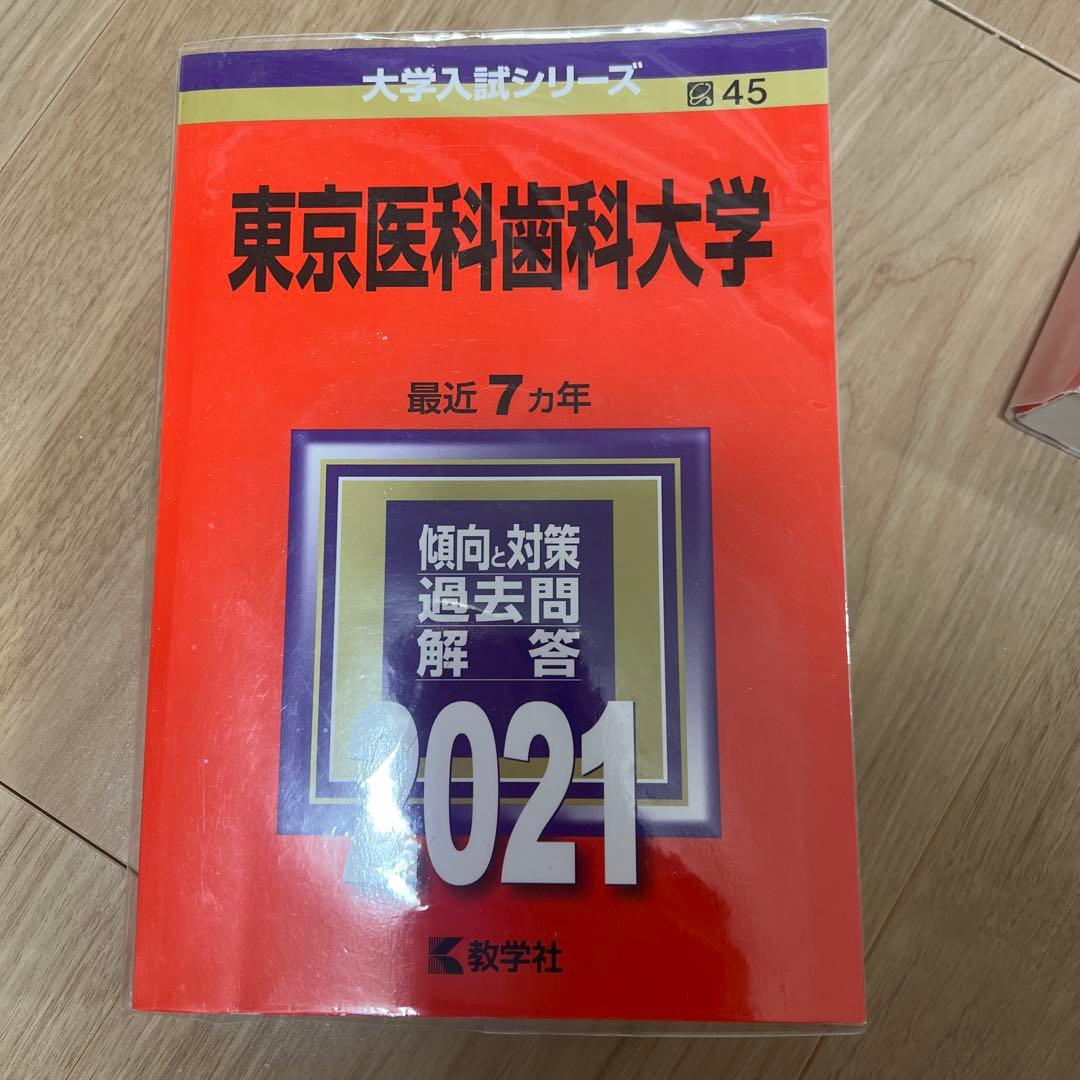 大学入試シリーズ
45
東京医科歯科大学
最近7ヵ年
傾向と対策
過去問
解答
2021
教学社